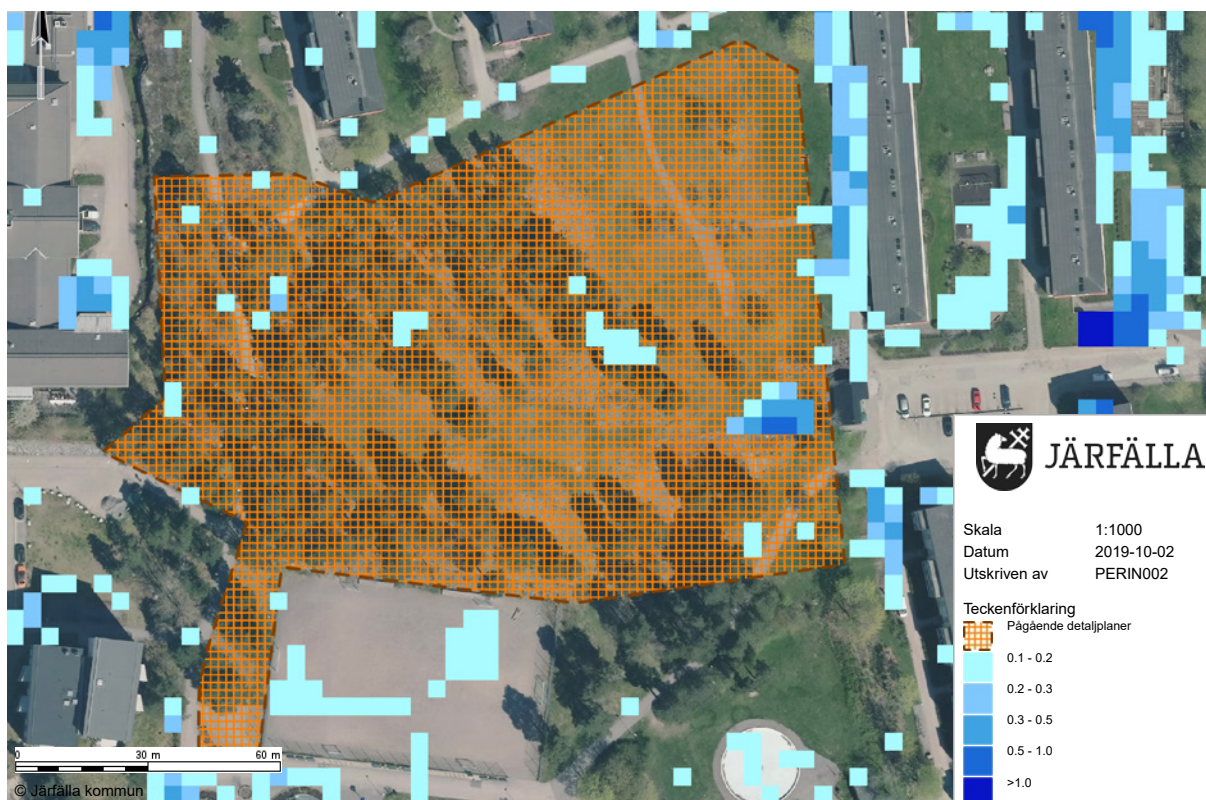 JÄRFÄLLA
Skala 1:1000
Datum 2019-10-02
Utskriven av PERIN002
Teckenförklaring
Pågående detaljplaner
0.1 - 0.2
0.2 - 0.3
0.3 - 0.5
0.5 - 1.0
>1.0
0 30 m 60 m
© Järfälla kommun